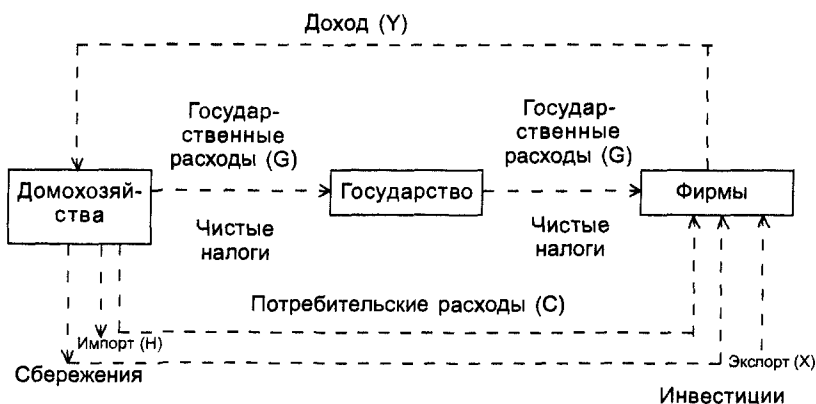 Доход (Y)
Государ-
ственные
расходы (G)
Государ-
ственные
расходы (G)
Домохозяй-
ства
Государство
Фирмы
Чистые
налоги
Чистые
налоги
Потребительские расходы (C)
Импорт (H)
Сбережения
Экспорт (X)
Инвестиции